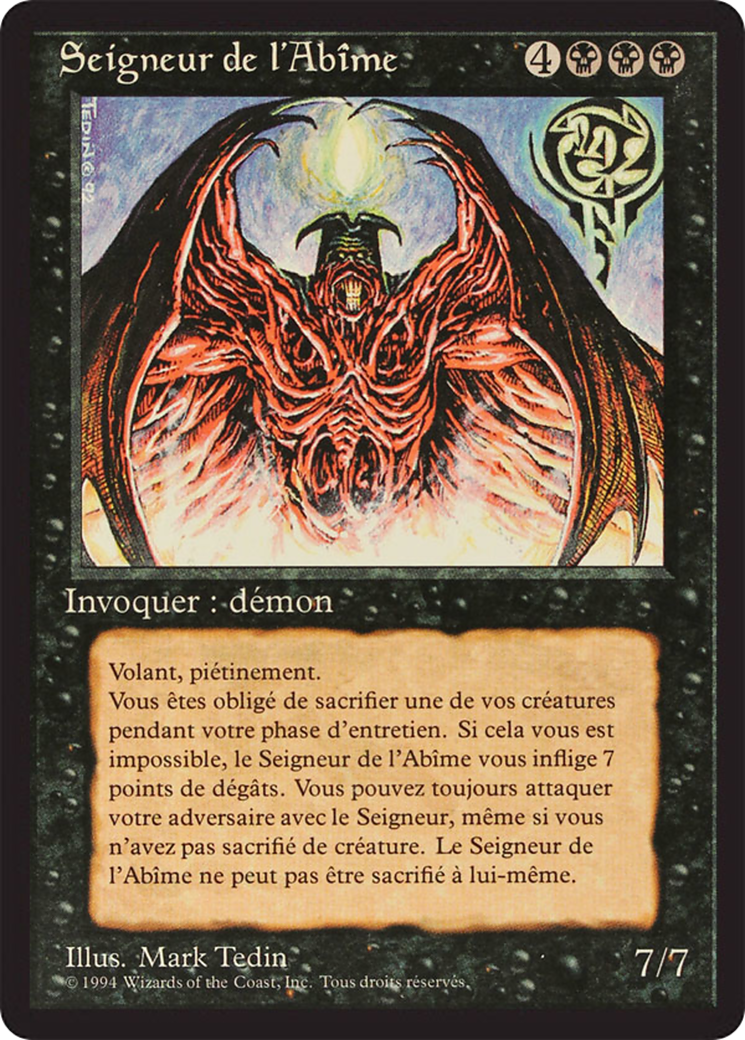 Seigneur de l'Abîme
4
TEDIN © 92
Invoquer : démon
Volant, piétinement.
Vous êtes obligé de sacrifier une de vos créatures
pendant votre phase d'entretien. Si cela vous est
impossible, le Seigneur de l'Abîme vous inflige 7
points de dégâts. Vous pouvez toujours attaquer
votre adversaire avec le Seigneur, même si vous
n'avez pas sacrifié de créature. Le Seigneur de
l'Abîme ne peut pas être sacrifié à lui-même.
Illus. Mark Tedin
7/7
© 1994 Wizards of the Coast, Inc. Tous droits réservés.